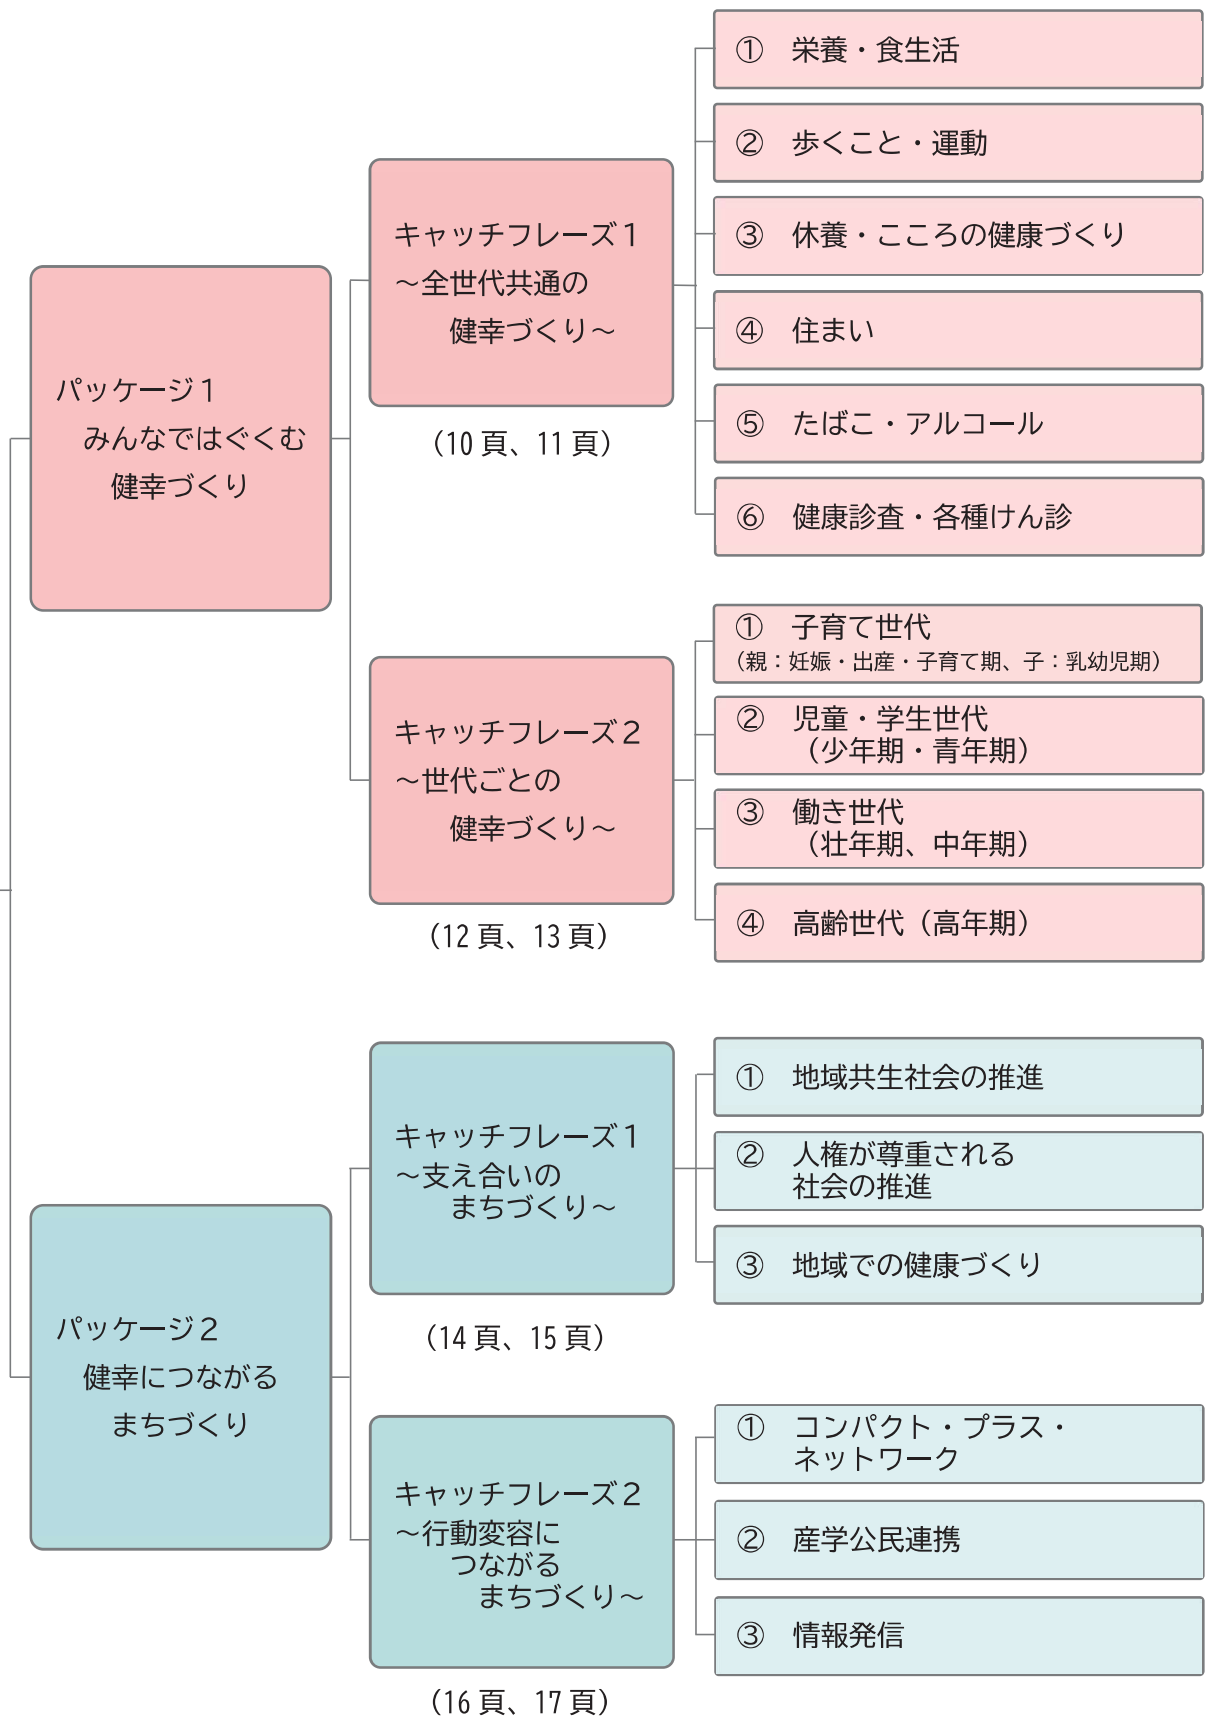 パッケージ１
みんなではぐくむ
健幸づくり
キャッチフレーズ１
～全世代共通の
健幸づくり～
（10 頁、11 頁）
① 栄養・食生活
② 歩くこと・運動
③ 休養・こころの健康づくり
④ 住まい
⑤ たばこ・アルコール
⑥ 健康診査・各種けん診
キャッチフレーズ２
～世代ごとの
健幸づくり～
（12 頁、13 頁）
① 子育て世代
（親：妊娠・出産・子育て期、子：乳幼児期）
② 児童・学生世代
（少年期・青年期）
③ 働き世代
（壮年期、中年期）
④ 高齢世代（高年期）
パッケージ２
健幸につながる
まちづくり
キャッチフレーズ１
～支え合いの
まちづくり～
（14 頁、15 頁）
① 地域共生社会の推進
② 人権が尊重される
社会の推進
③ 地域での健康づくり
キャッチフレーズ２
～行動変容に
つながる
まちづくり～
（16 頁、17 頁）
① コンパクト・プラス・
ネットワーク
② 産学公民連携
③ 情報発信